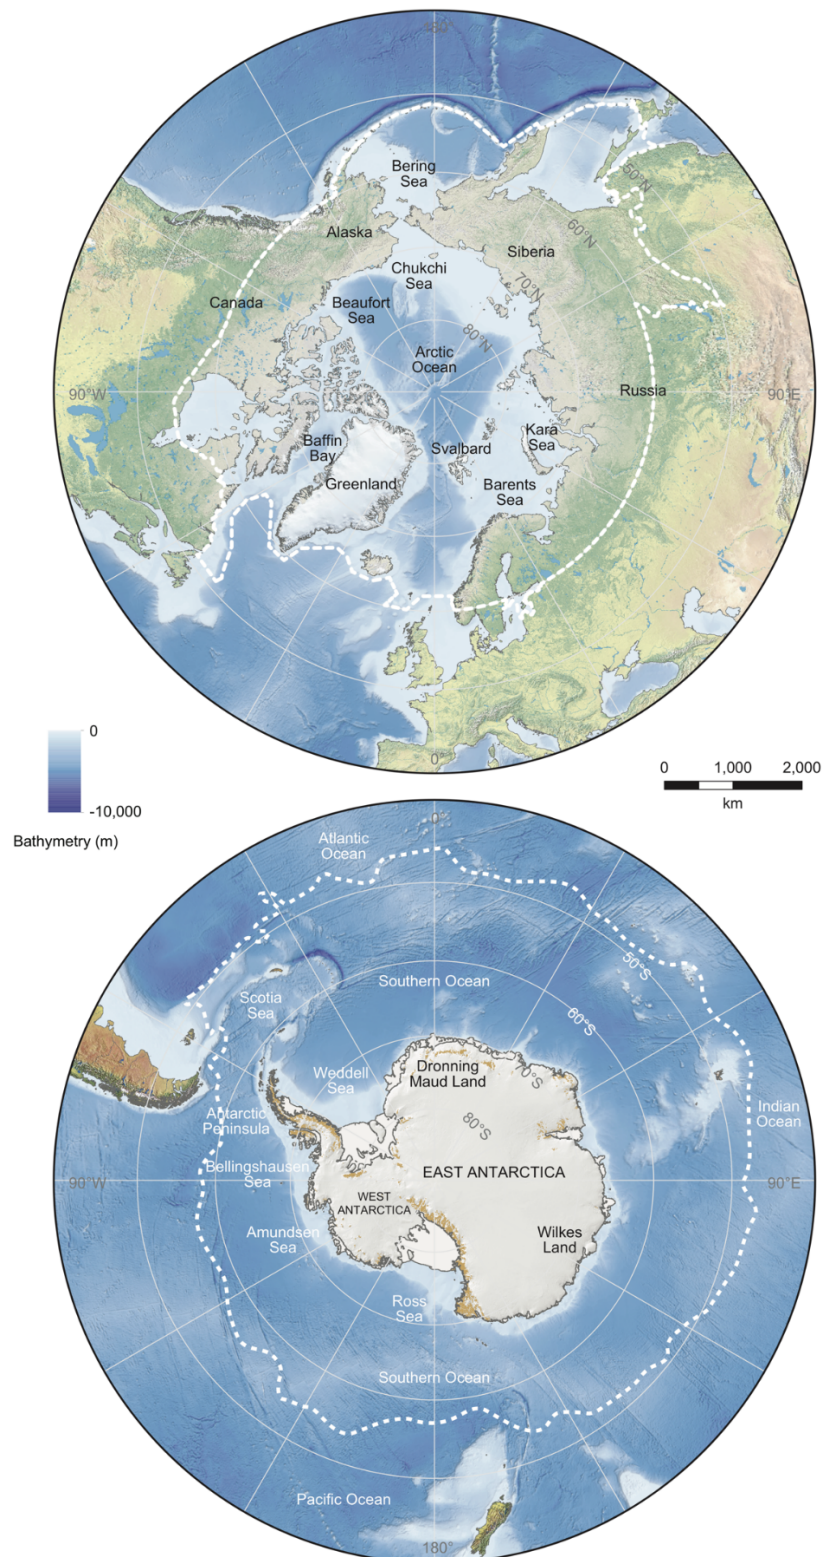 180°
Bering
Sea
50°N
Alaska
60°N
Siberia
Chukchi
Sea
70°N
Canada
Beaufort
Sea
80°N
Arctic
Ocean
90°W
Russia
90°E
Baffin
Bay
Svalbard
Kara
Sea
Greenland
Barents
Sea
0°
0
-10,000
Bathymetry (m)
0
1,000
2,000
km
0°
Atlantic
Ocean
50°S
Southern Ocean
Scotia
Sea
60°S
Weddell
Sea
Dronning
Maud Land
70°S
80°S
Antarctic
Peninsula
Indian
Ocean
EAST ANTARCTICA
Bellingshausen
Sea
90°W
90°E
WEST
ANTARCTICA
Amundsen
Sea
Wilkes
Land
Ross
Sea
Southern Ocean
Pacific Ocean
180°